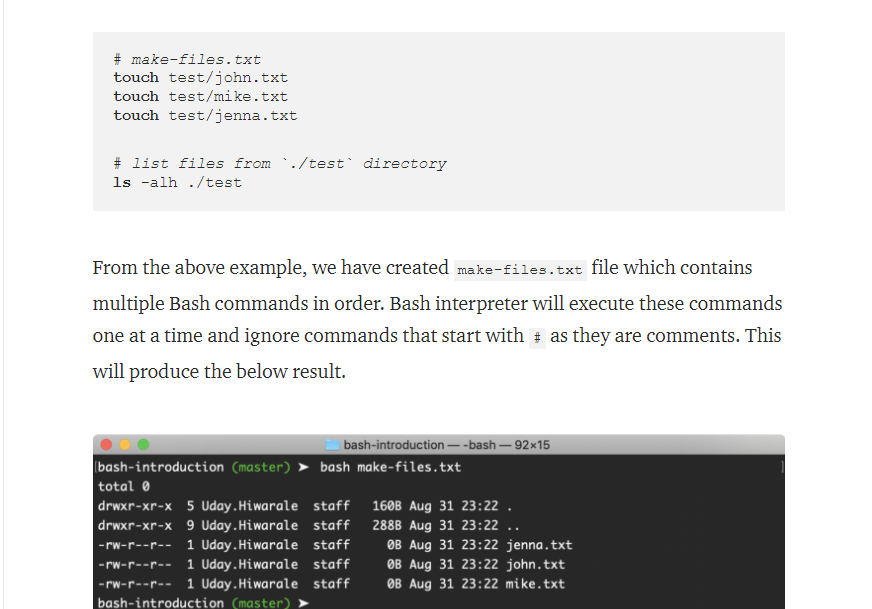 # make-files.txt
touch test/john.txt
touch test/mike.txt
touch test/jenna.txt
# list files from `./test` directory
ls -alh ./test
From the above example, we have created make-files.txt file which contains
multiple Bash commands in order. Bash interpreter will execute these commands
one at a time and ignore commands that start with # as they are comments. This
will produce the below result.
bash-introduction — -bash — 92×15
[bash-introduction (master) ➤ bash make-files.txt ]
total 0
drwxr-xr-x 5 Uday.Hiwarale staff 160B Aug 31 23:22 .
drwxr-xr-x 9 Uday.Hiwarale staff 288B Aug 31 23:22 ..
-rw-r--r-- 1 Uday.Hiwarale staff 0B Aug 31 23:22 jenna.txt
-rw-r--r-- 1 Uday.Hiwarale staff 0B Aug 31 23:22 john.txt
-rw-r--r-- 1 Uday.Hiwarale staff 0B Aug 31 23:22 mike.txt
bash-introduction (master) ➤